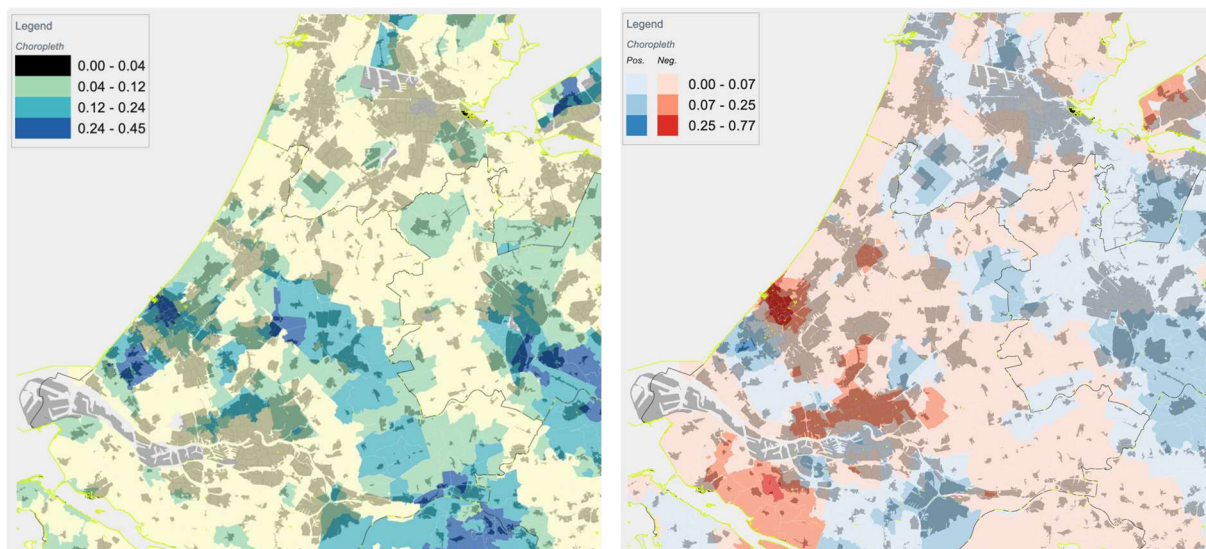 Legend
Choropleth
0.00 - 0.04
0.04 - 0.12
0.12 - 0.24
0.24 - 0.45
Legend
Choropleth
Pos. Neg.
0.00 - 0.07
0.07 - 0.25
0.25 - 0.77